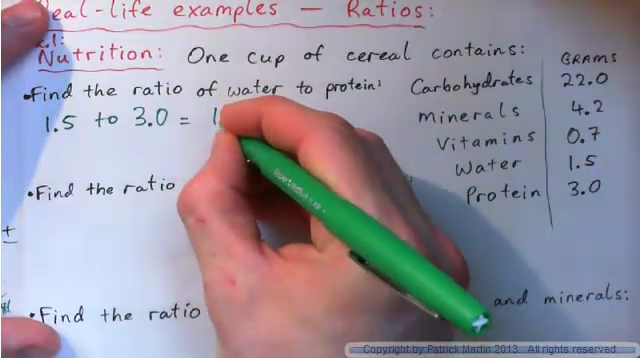 Real-life examples — Ratios:
Nutrition: One cup of cereal contains:
GRAMS
•Find the ratio of water to protein:
Carbohydrates 22.0
1.5 to 3.0 = 1
Minerals 4.2
Vitamins 0.7
Water 1.5
•Find the ratio
Protein 3.0
•Find the ratio
and minerals:
Copyright by Patrick Martin 2013. All rights reserved